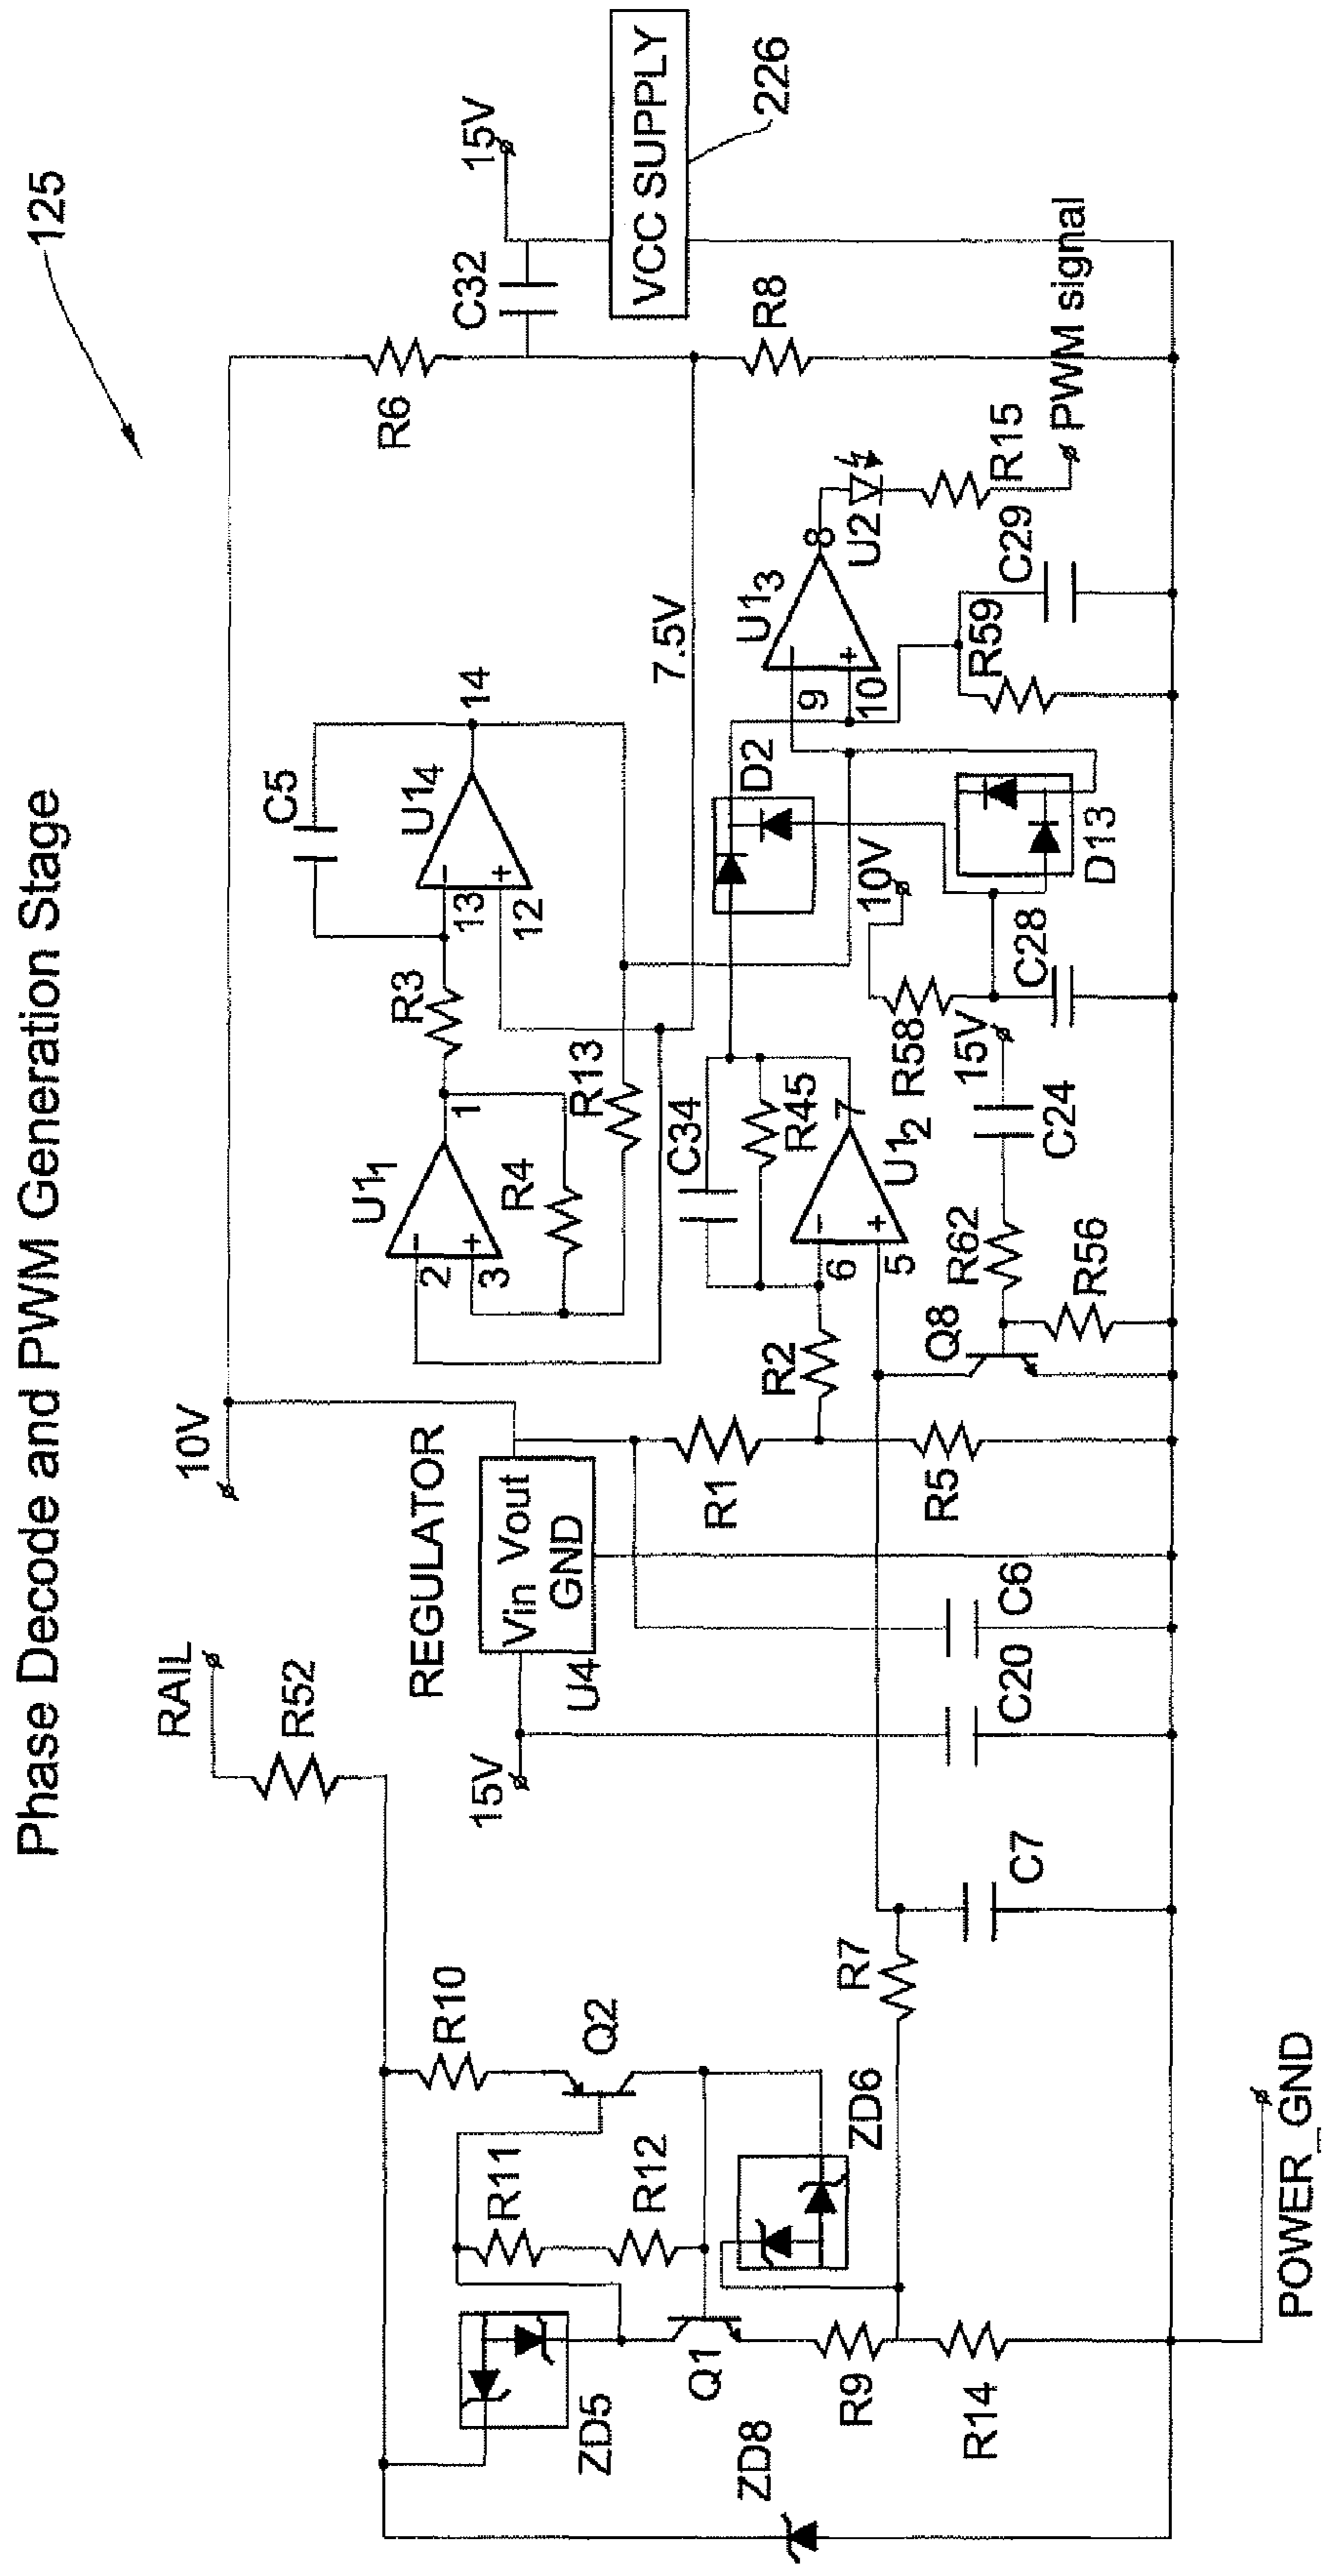 Phase Decode and PWM Generation Stage
125
RAIL
R52
10V
REGULATOR
Vin Vout
GND
U4
15V
R10
Q2
R11
R12
ZD5
Q1
ZD6
ZD8
R9
R14
R7
C7
C20
C6
R1
R5
R2
U11
2
3
1
R4
R3
R13
C5
U14
13
12
14
C34
R45
6
5
7
U12
Q8
R62
R56
C24
15V
R58
10V
C28
D2
D13
7.5V
U13
9
10
8
U2
R15
R59
C29
PWM signal
R6
C32
15V
R8
VCC SUPPLY
226
POWER_GND